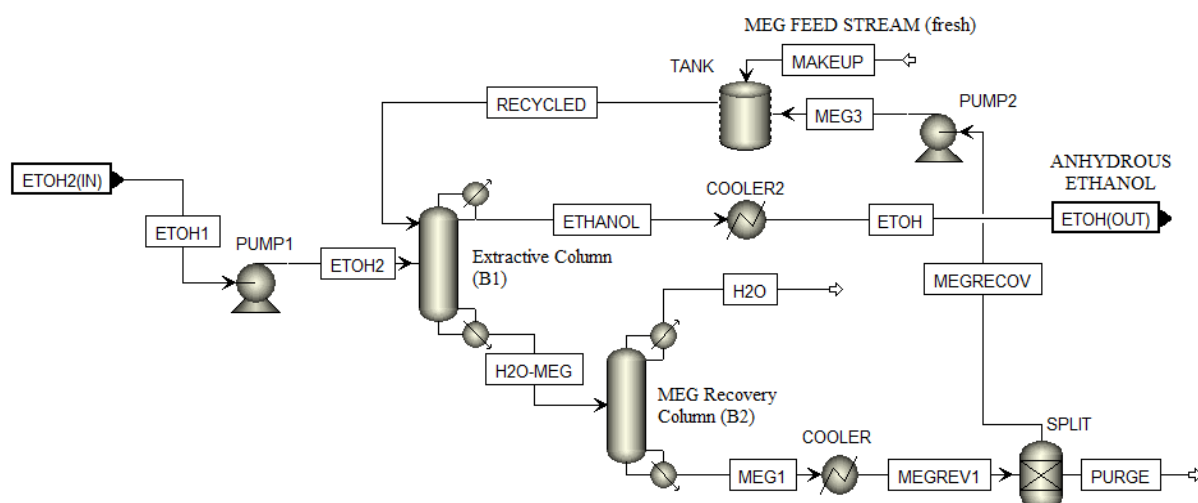 MEG FEED STREAM (fresh)
MAKEUP
TANK
RECYCLED
MEG3
PUMP2
ETOH2(IN)
ANHYDROUS
ETHANOL
COOLER2
ETOH1
ETHANOL
ETOH
ETOH(OUT)
PUMP1
ETOH2
Extractive Column
(B1)
MEGRECOV
H2O
H2O-MEG
MEG Recovery
Column (B2)
SPLIT
COOLER
MEG1
MEGREV1
PURGE